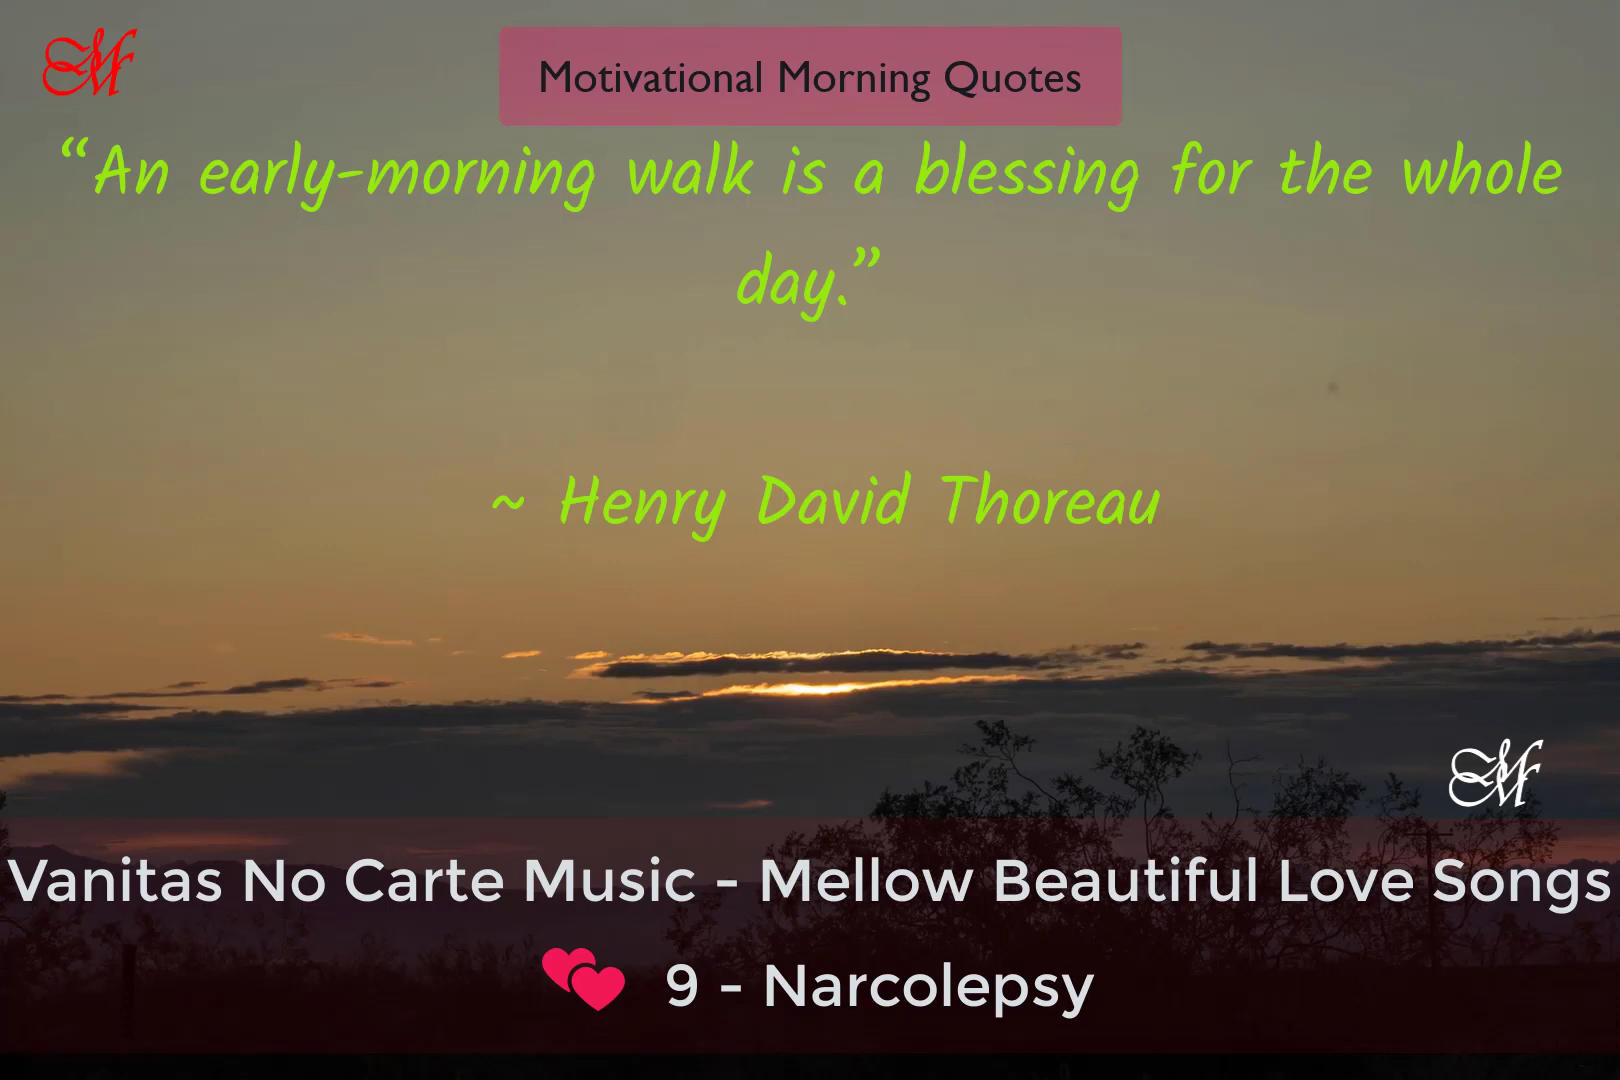 Motivational Morning Quotes
“An early-morning walk is a blessing for the whole
day.”
~ Henry David Thoreau
Vanitas No Carte Music - Mellow Beautiful Love Songs
9 - Narcolepsy